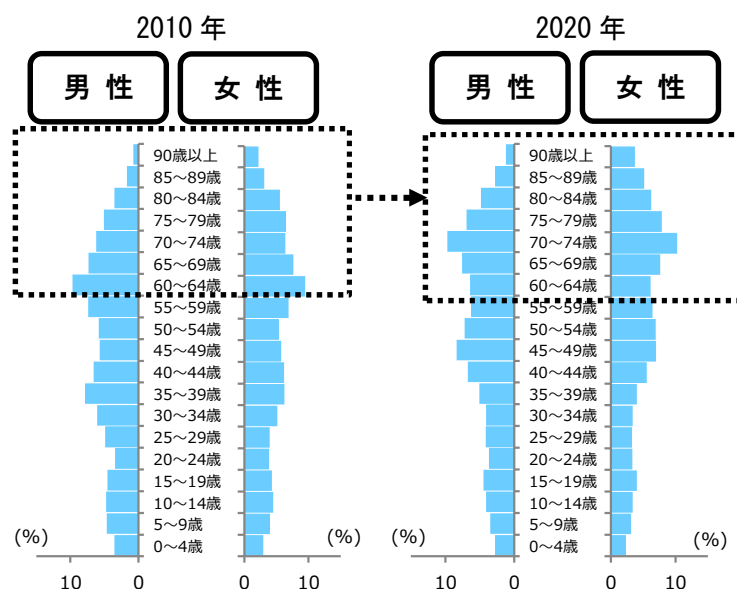 2010 年
2020 年
男 性
女 性
男 性
女 性
90歳以上
85～89歳
80～84歳
75～79歳
70～74歳
65～69歳
60～64歳
55～59歳
50～54歳
45～49歳
40～44歳
35～39歳
30～34歳
25～29歳
20～24歳
15～19歳
10～14歳
5～9歳
0～4歳
(%)
(%)
10
0
0
10
90歳以上
85～89歳
80～84歳
75～79歳
70～74歳
65～69歳
60～64歳
55～59歳
50～54歳
45～49歳
40～44歳
35～39歳
30～34歳
25～29歳
20～24歳
15～19歳
10～14歳
5～9歳
0～4歳
(%)
(%)
10
0
0
10